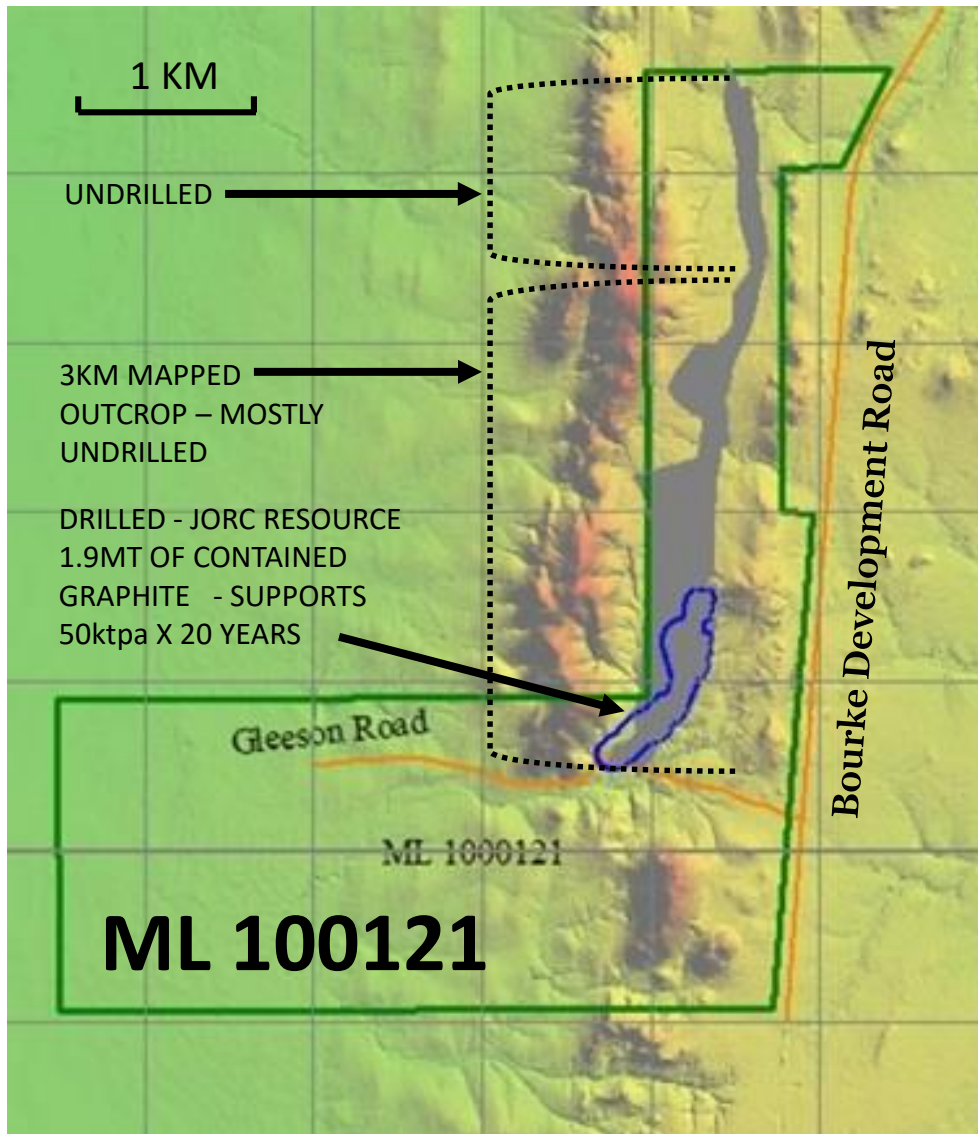 1 KM
UNDRILLED
3KM MAPPED
OUTCROP – MOSTLY
UNDRILLED
DRILLED - JORC RESOURCE
1.9MT OF CONTAINED
GRAPHITE - SUPPORTS
50ktpa X 20 YEARS
Bourke Development Road
Gleeson Road
ML 1000121
ML 100121